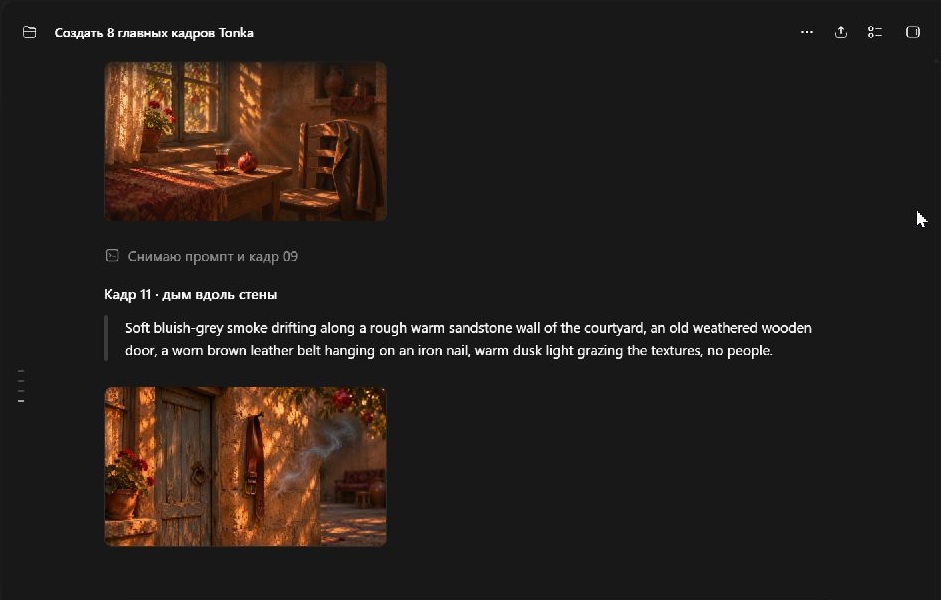 Создать 8 главных кадров Tonka
Снимаю промпт и кадр 09
Кадр 11 · дым вдоль стены
Soft bluish-grey smoke drifting along a rough warm sandstone wall of the courtyard, an old weathered wooden
door, a worn brown leather belt hanging on an iron nail, warm dusk light grazing the textures, no people.